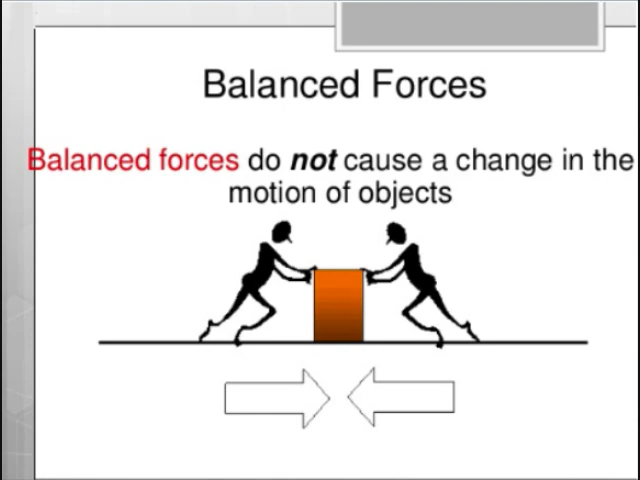 Balanced Forces
Balanced forces do not cause a change in the
motion of objects